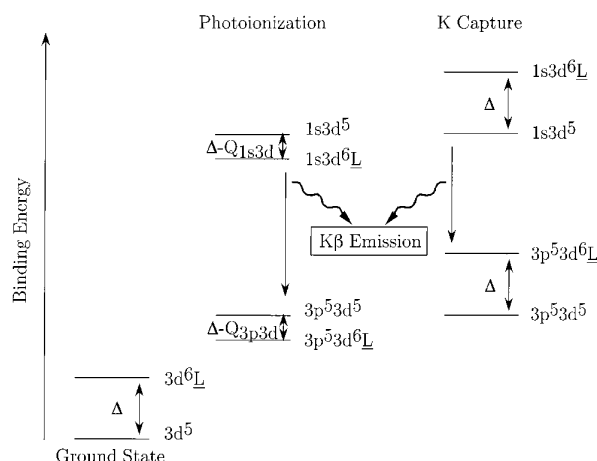 Photoionization
K Capture
1s3d⁶L̲
Δ
1s3d⁵
1s3d⁵
Δ-Q₁ₛ₃d
1s3d⁶L̲
Kβ Emission
3p⁵3d⁶L̲
Δ
3p⁵3d⁵
3p⁵3d⁵
Δ-Q₃ₚ₃d
3p⁵3d⁶L̲
3d⁶L̲
Δ
3d⁵
Ground State
Binding Energy